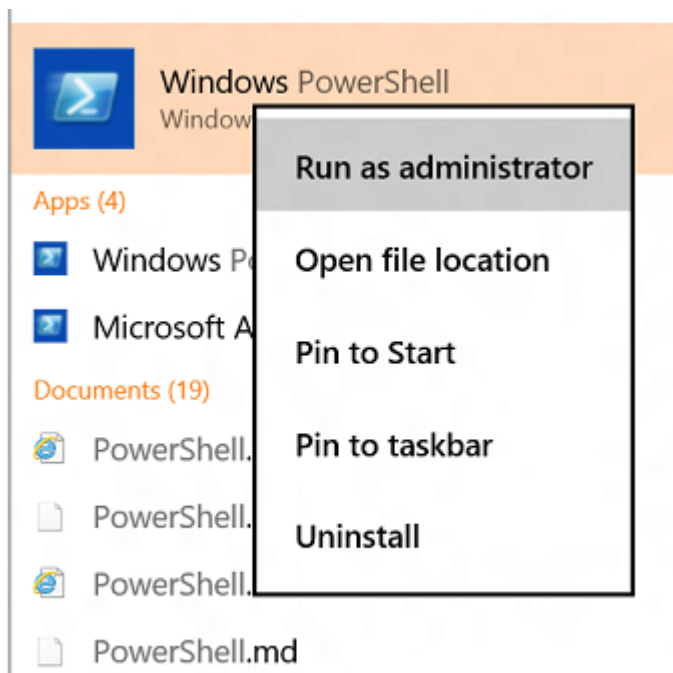 Windows PowerShell
Window
Run as administrator
Apps (4)
Windows P
Open file location
Microsoft A
Pin to Start
Documents (19)
PowerShell.
Pin to taskbar
PowerShell.
Uninstall
PowerShell.
PowerShell.md